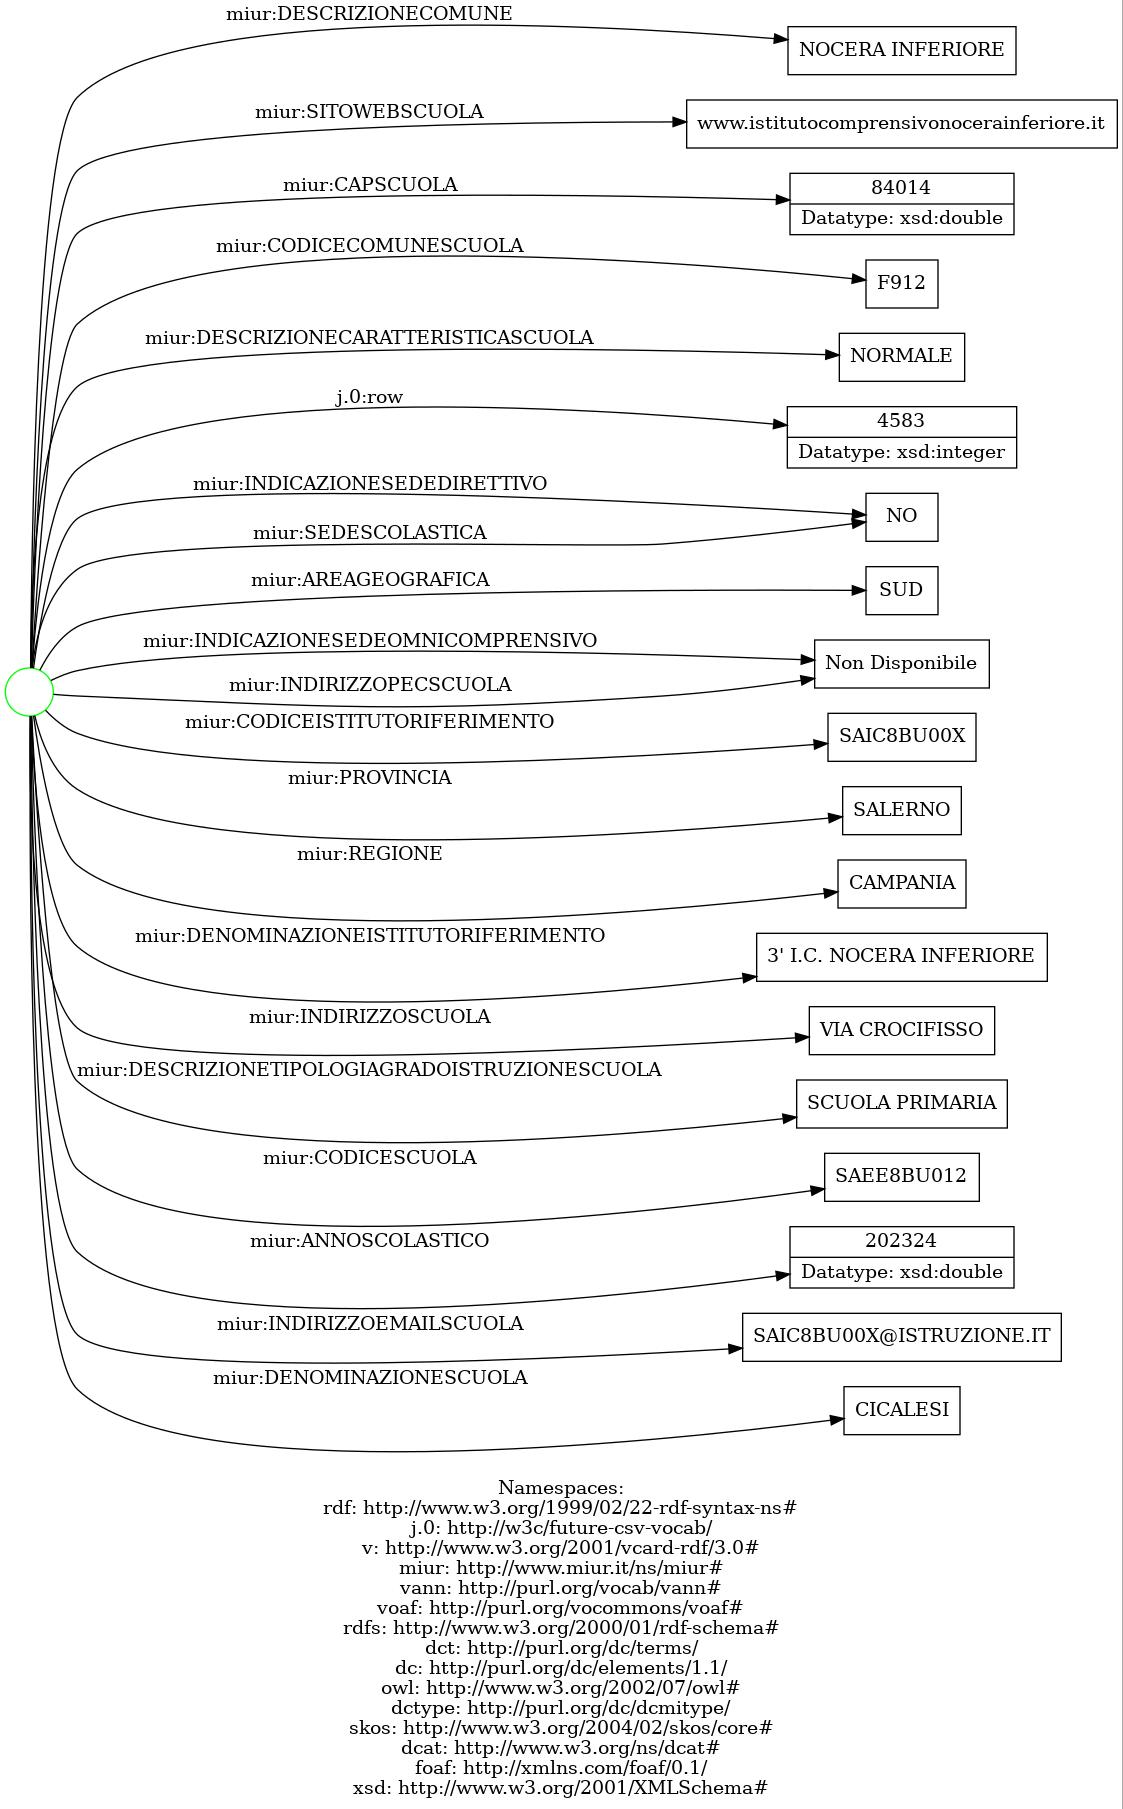 miur:DESCRIZIONECOMUNE
NOCERA INFERIORE
miur:SITOWEBSCUOLA
www.istitutocomprensivonocerainferiore.it
miur:CAPSCUOLA
84014
Datatype: xsd:double
miur:CODICECOMUNESCUOLA
F912
miur:DESCRIZIONECARATTERISTICASCUOLA
NORMALE
j.0:row
4583
Datatype: xsd:integer
miur:INDICAZIONESEDEDIRETTIVO
NO
miur:SEDESCOLASTICA
miur:AREAGEOGRAFICA
SUD
miur:INDICAZIONESEDEOMNICOMPRENSIVO
Non Disponibile
miur:INDIRIZZOPECSCUOLA
miur:CODICEISTITUTORIFERIMENTO
SAIC8BU00X
miur:PROVINCIA
SALERNO
miur:REGIONE
CAMPANIA
miur:DENOMINAZIONEISTITUTORIFERIMENTO
3' I.C. NOCERA INFERIORE
miur:INDIRIZZOSCUOLA
VIA CROCIFISSO
miur:DESCRIZIONETIPOLOGIAGRADOISTRUZIONESCUOLA
SCUOLA PRIMARIA
miur:CODICESCUOLA
SAEE8BU012
miur:ANNOSCOLASTICO
202324
Datatype: xsd:double
miur:INDIRIZZOEMAILSCUOLA
SAIC8BU00X@ISTRUZIONE.IT
miur:DENOMINAZIONESCUOLA
CICALESI
Namespaces:
rdf: http://www.w3.org/1999/02/22-rdf-syntax-ns#
j.0: http://w3c/future-csv-vocab/
v: http://www.w3.org/2001/vcard-rdf/3.0#
miur: http://www.miur.it/ns/miur#
vann: http://purl.org/vocab/vann#
voaf: http://purl.org/vocommons/voaf#
rdfs: http://www.w3.org/2000/01/rdf-schema#
dct: http://purl.org/dc/terms/
dc: http://purl.org/dc/elements/1.1/
owl: http://www.w3.org/2002/07/owl#
dctype: http://purl.org/dc/dcmitype/
skos: http://www.w3.org/2004/02/skos/core#
dcat: http://www.w3.org/ns/dcat#
foaf: http://xmlns.com/foaf/0.1/
xsd: http://www.w3.org/2001/XMLSchema#